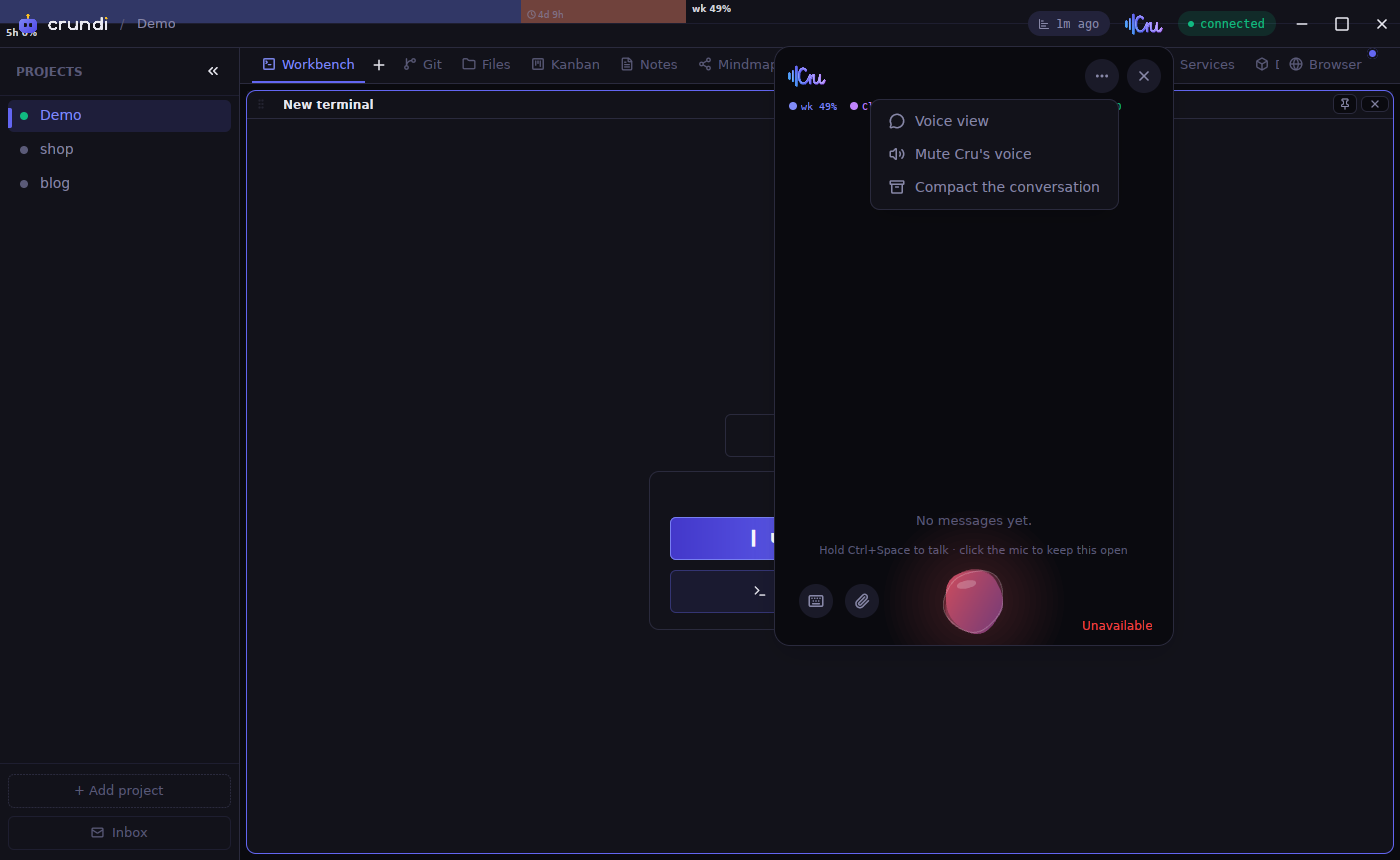 4d 9h
wk 49%
5h 0%
crundi / Demo
1m ago
Cru
connected
PROJECTS
Workbench
Git
Files
Kanban
Notes
Mindmap
Services
Browser
Demo
shop
blog
New terminal
Cru
wk 49%
Voice view
Mute Cru's voice
Compact the conversation
No messages yet.
Hold Ctrl+Space to talk · click the mic to keep this open
Unavailable
+ Add project
Inbox